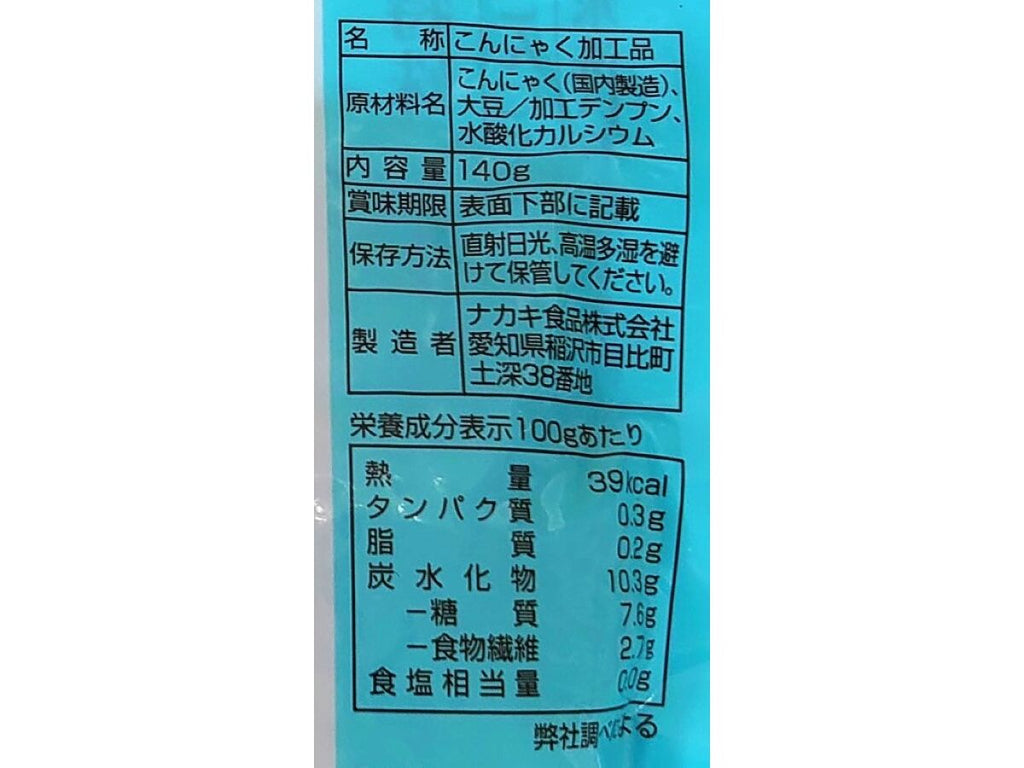 名称 こんにゃく加工品
原材料名 こんにゃく(国内製造)、
大豆/加工デンプン、
水酸化カルシウム
内容量 140g
賞味期限 表面下部に記載
保存方法 直射日光、高温多湿を避
けて保管してください。
製造者 ナカキ食品株式会社
愛知県稲沢市目比町
土深38番地
栄養成分表示100gあたり
熱量 39kcal
タンパク質 0.3g
脂質 0.2g
炭水化物 10.3g
-糖質 7.6g
-食物繊維 2.7g
食塩相当量 0.0g
弊社調べによる